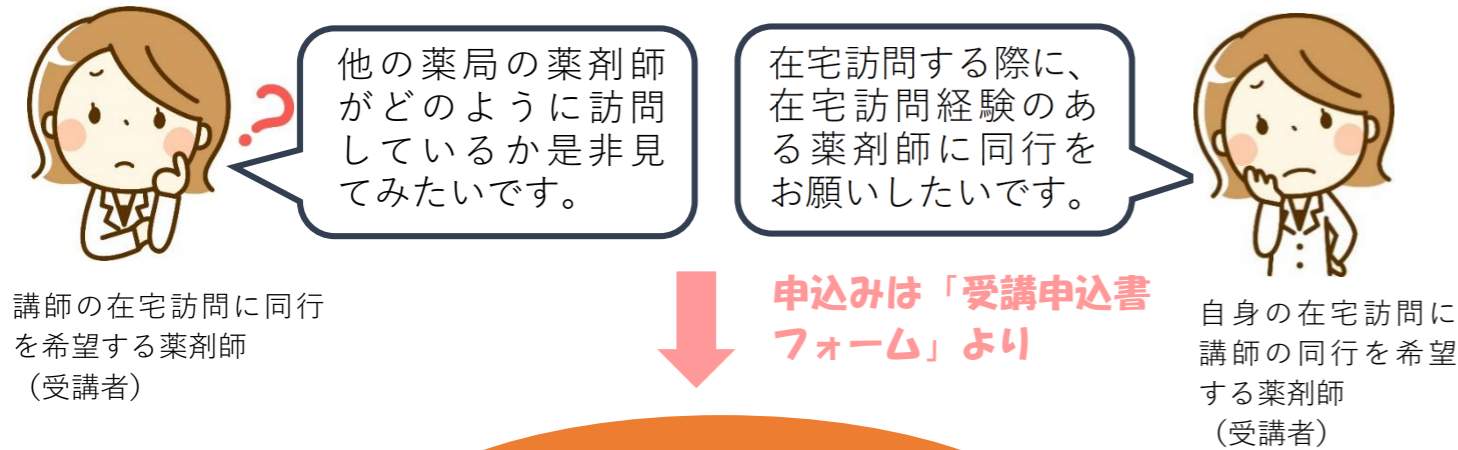 他の薬局の薬剤師
がどのように訪問
しているか是非見
てみたいです。
在宅訪問する際に、
在宅訪問経験のあ
る薬剤師に同行を
お願いしたいです。
講師の在宅訪問に同行
を希望する薬剤師
（受講者）
申込みは「受講申込書
フォーム」より
自身の在宅訪問に
講師の同行を希望
する薬剤師
（受講者）